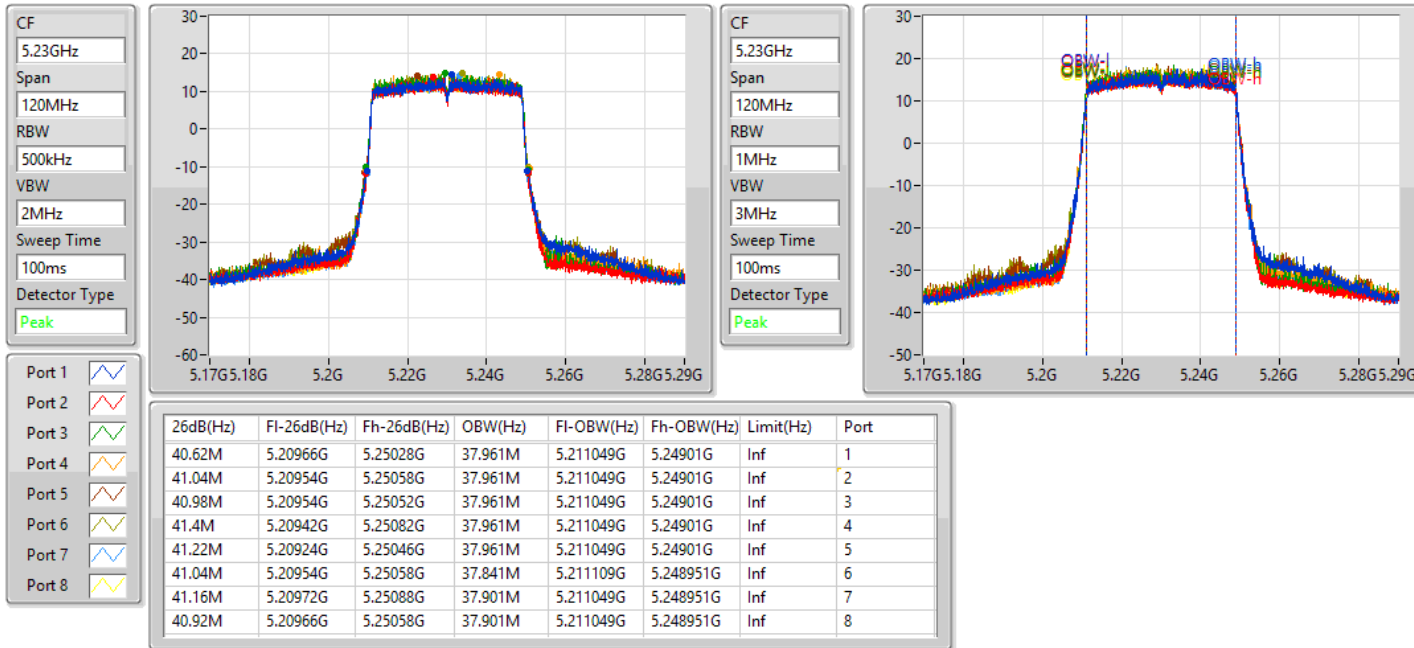 CF
5.23GHz
Span
120MHz
RBW
500kHz
VBW
2MHz
Sweep Time
100ms
Detector Type
Peak
30
20
10
0
-10
-20
-30
-40
-50
-60
5.17G 5.18G 5.2G 5.22G 5.24G 5.26G 5.28G 5.29G
CF
5.23GHz
Span
120MHz
RBW
1MHz
VBW
3MHz
Sweep Time
100ms
Detector Type
Peak
30
20
10
0
-10
-20
-30
-40
-50
OBW-l
OBW-h
5.17G 5.18G 5.2G 5.22G 5.24G 5.26G 5.28G 5.29G
Port 1
Port 2
Port 3
Port 4
Port 5
Port 6
Port 7
Port 8
26dB(Hz) Fl-26dB(Hz) Fh-26dB(Hz) OBW(Hz) Fl-OBW(Hz) Fh-OBW(Hz) Limit(Hz) Port
40.62M 5.20966G 5.25028G 37.961M 5.211049G 5.24901G Inf 1
41.04M 5.20954G 5.25058G 37.961M 5.211049G 5.24901G Inf 2
40.98M 5.20954G 5.25052G 37.961M 5.211049G 5.24901G Inf 3
41.4M 5.20942G 5.25082G 37.961M 5.211049G 5.24901G Inf 4
41.22M 5.20924G 5.25046G 37.961M 5.211049G 5.24901G Inf 5
41.04M 5.20954G 5.25058G 37.841M 5.211109G 5.248951G Inf 6
41.16M 5.20972G 5.25088G 37.901M 5.211049G 5.248951G Inf 7
40.92M 5.20966G 5.25058G 37.901M 5.211049G 5.248951G Inf 8